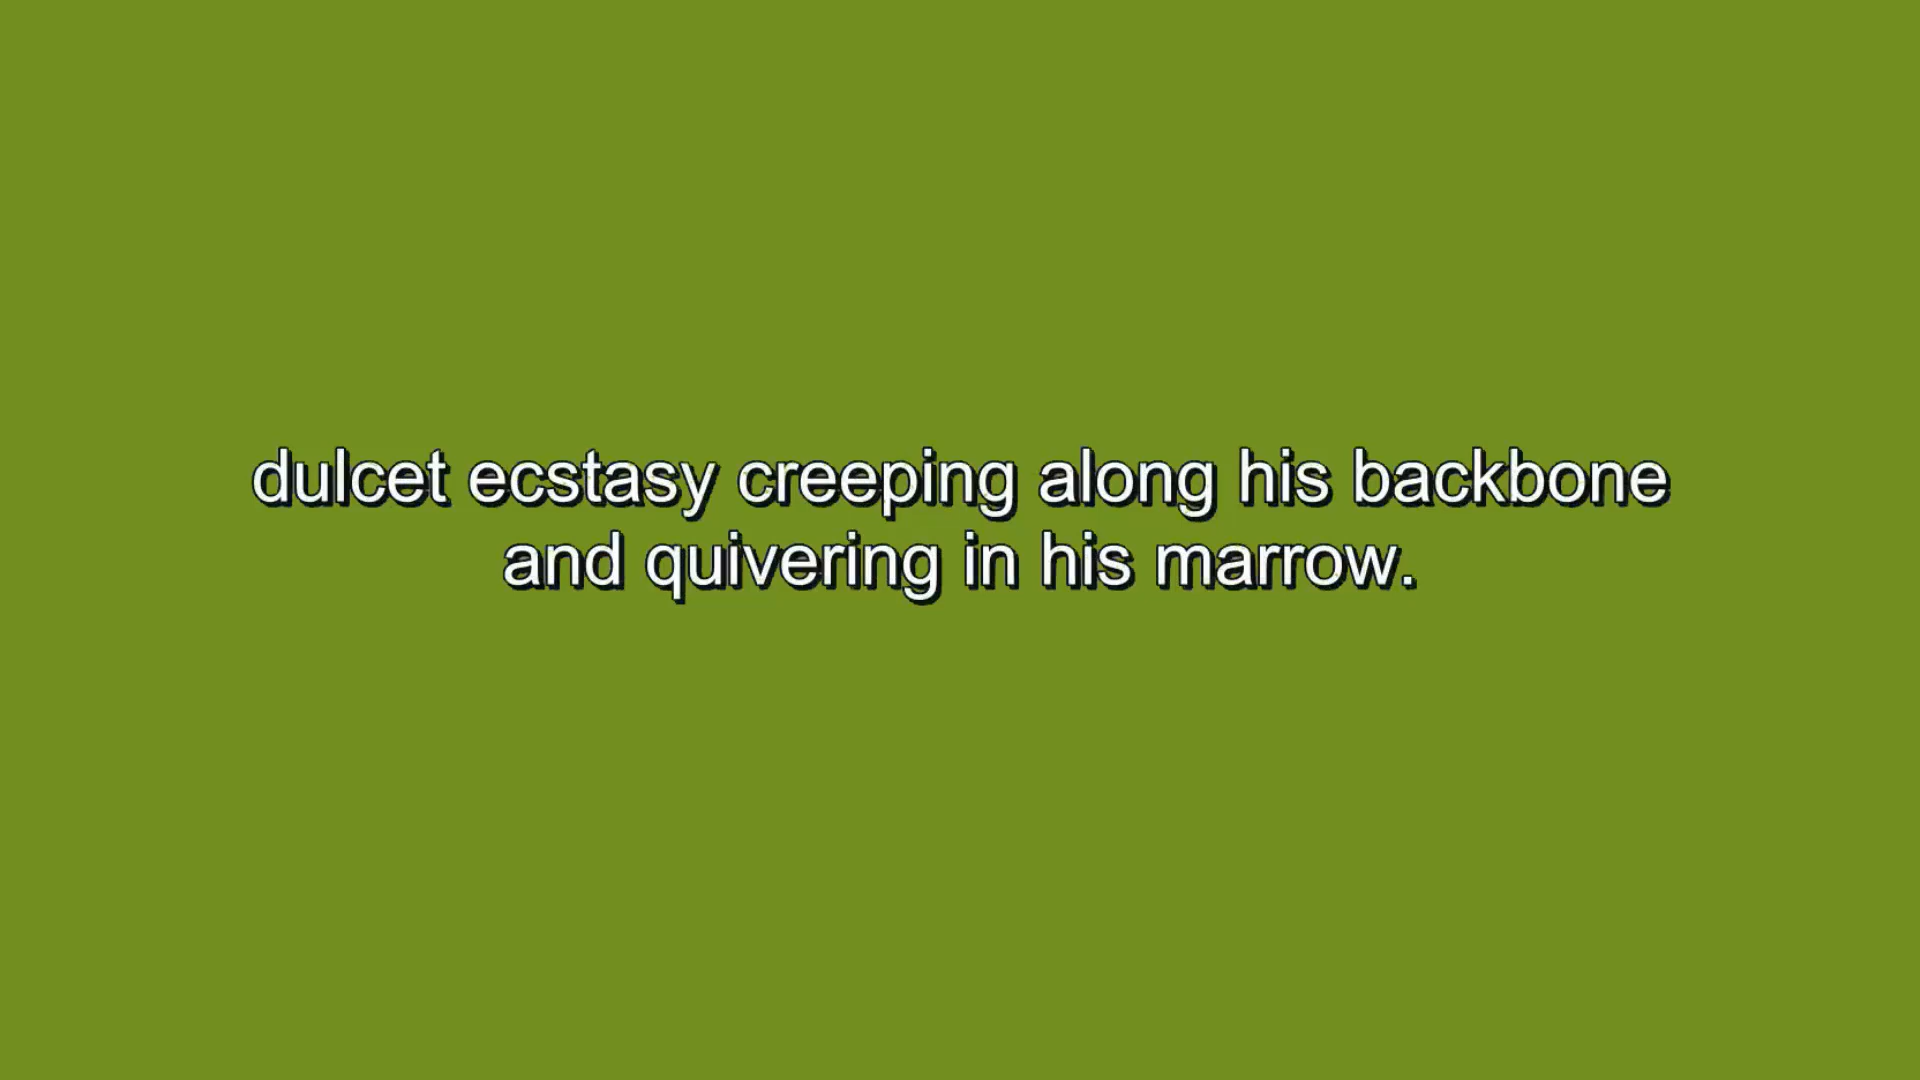 dulcet ecstasy creeping along his backbone
and quivering in his marrow.